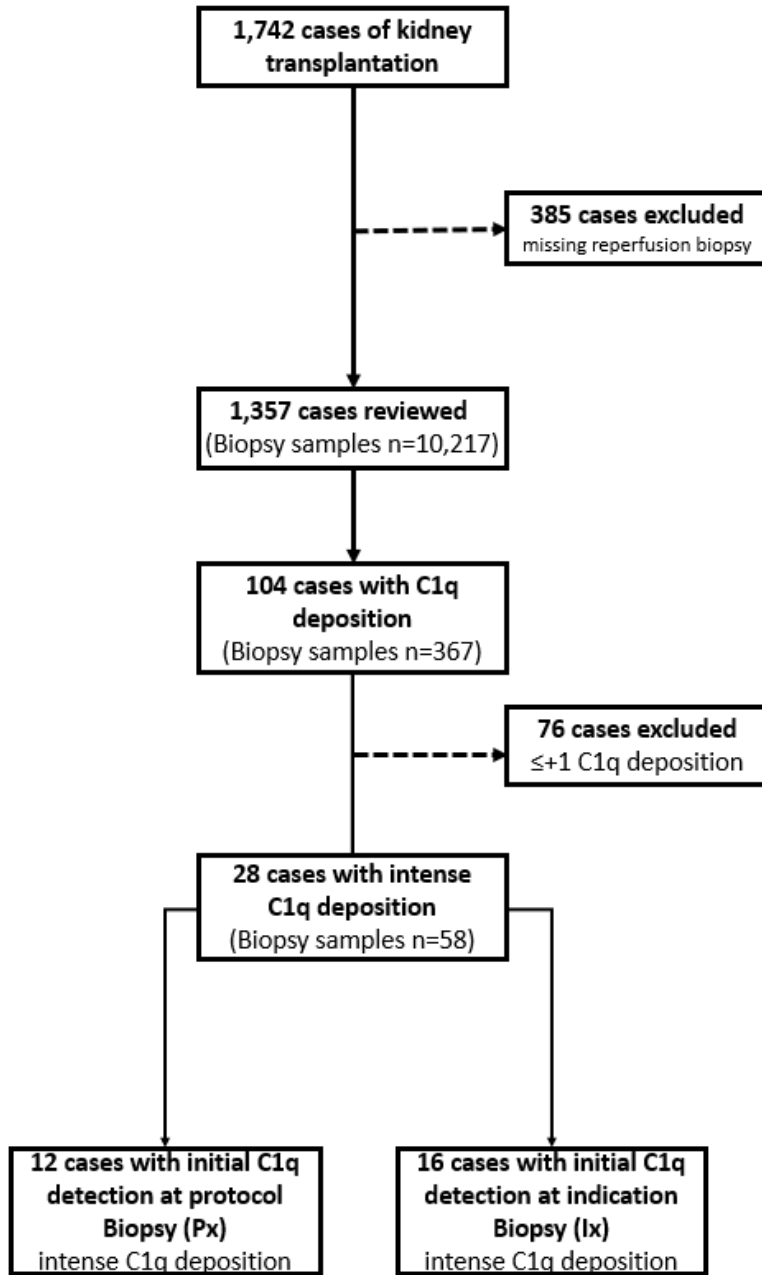 1,742 cases of kidney
transplantation
385 cases excluded
missing reperfusion biopsy
1,357 cases reviewed
(Biopsy samples n=10,217)
104 cases with C1q
deposition
(Biopsy samples n=367)
76 cases excluded
≤+1 C1q deposition
28 cases with intense
C1q deposition
(Biopsy samples n=58)
12 cases with initial C1q
detection at protocol
Biopsy (Px)
intense C1q deposition
16 cases with initial C1q
detection at indication
Biopsy (Ix)
intense C1q deposition